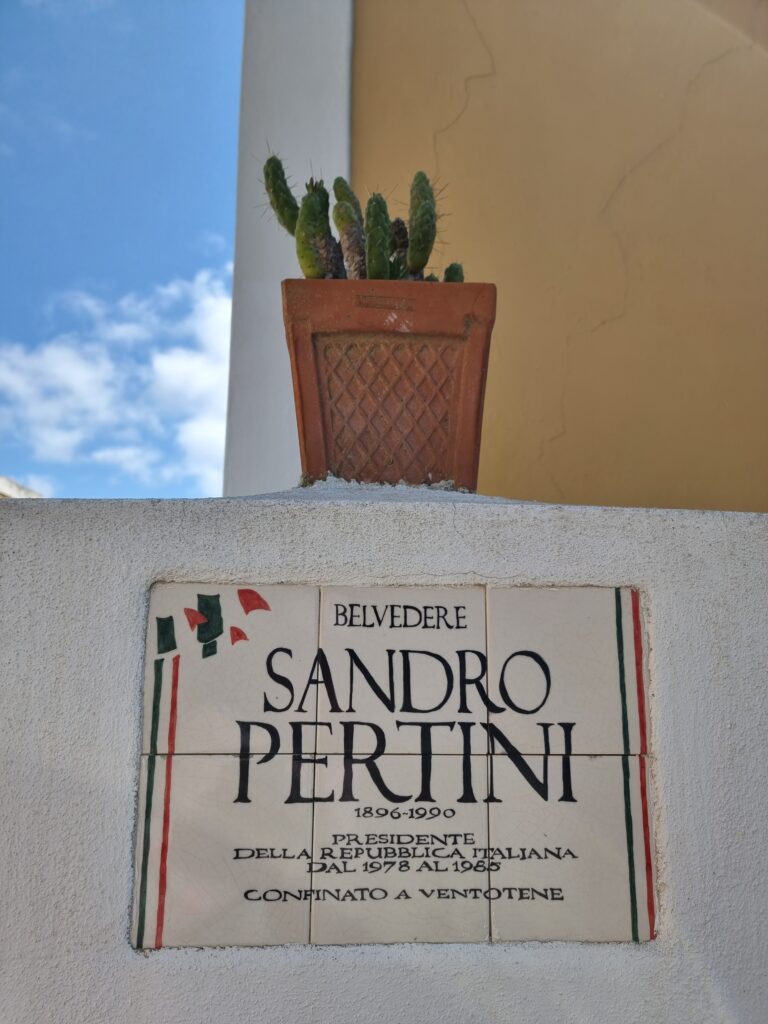 BELVEDERE
SANDRO
PERTINI
1896-1990
PRESIDENTE
DELLA REPUBBLICA ITALIANA
DAL 1978 AL 1985
CONFINATO A VENTOTENE